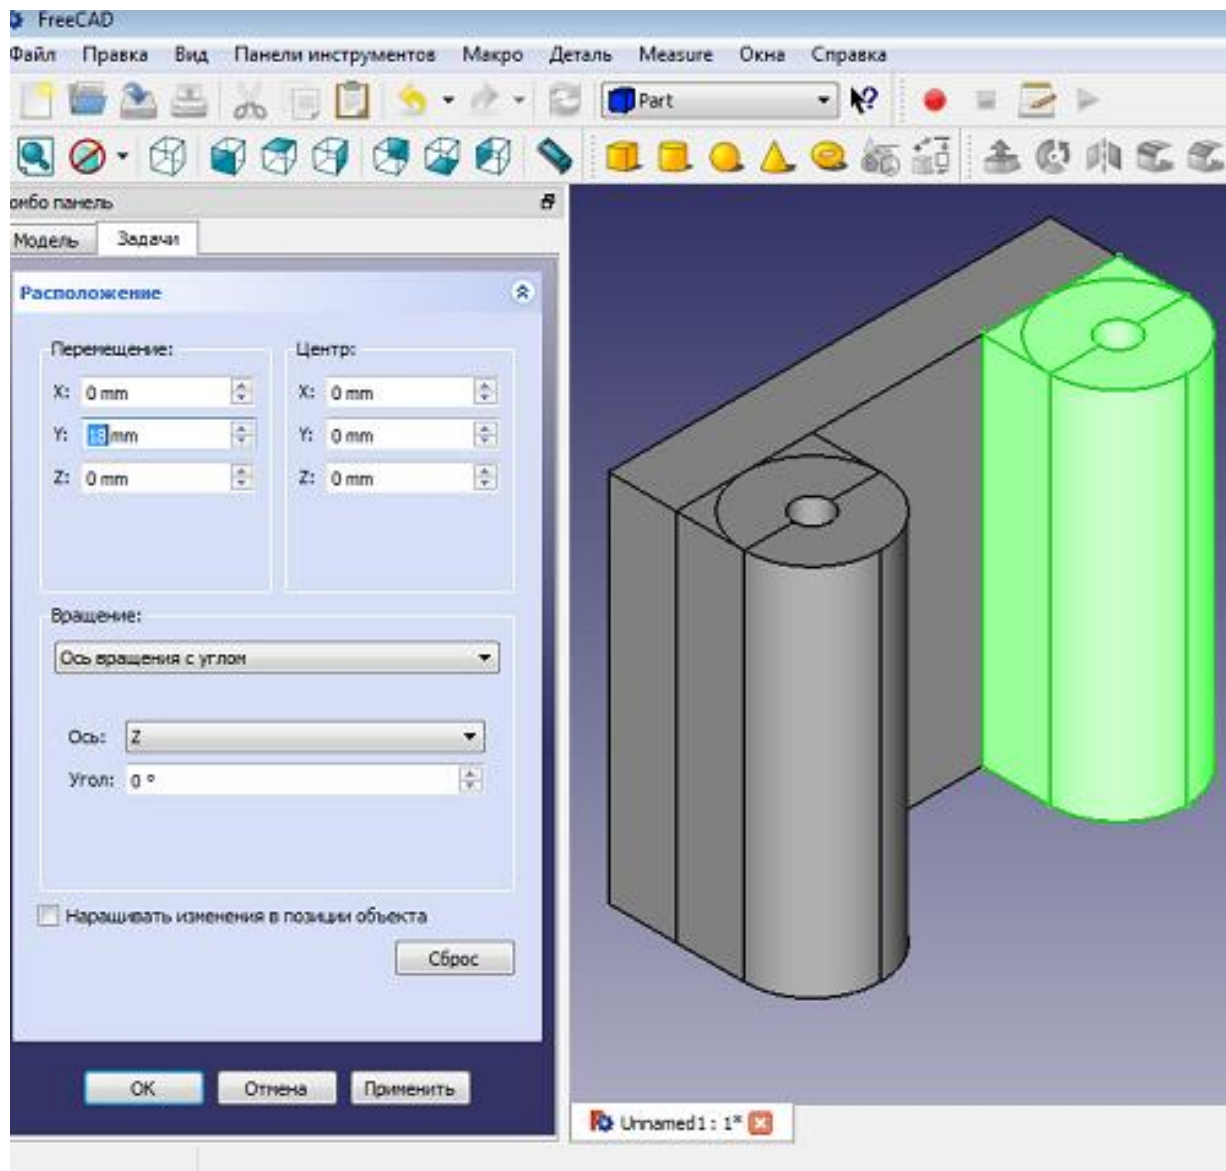 FreeCAD
Файл Правка Вид Панели инструментов Макро Деталь Measure Окна Справка
Part
омбо панель
Модель Задачи
Расположение
Перемещение: Центр:
X: 0 mm X: 0 mm
Y: 18 mm Y: 0 mm
Z: 0 mm Z: 0 mm
Вращение:
Ось вращения с углом
Ось: Z
Угол: 0 °
Наращивать изменения в позиции объекта
Сброс
OK Отмена Применить
Unnamed1 : 1*